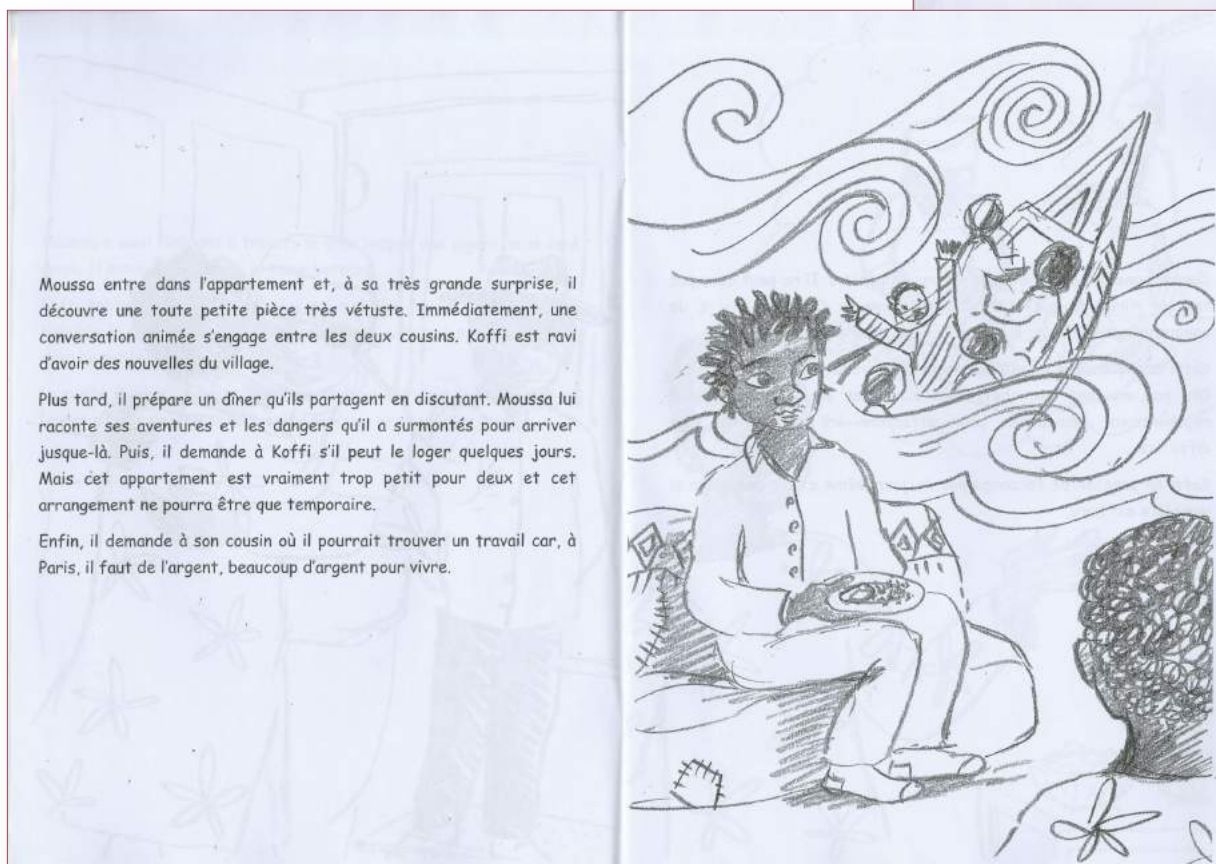 Moussa entre dans l'appartement et, à sa très grande surprise, il
découvre une toute petite pièce très vétuste. Immédiatement, une
conversation animée s'engage entre les deux cousins. Koffi est ravi
d'avoir des nouvelles du village.
Plus tard, il prépare un dîner qu'ils partagent en discutant. Moussa lui
raconte ses aventures et les dangers qu'il a surmontés pour arriver
jusque-là. Puis, il demande à Koffi s'il peut le loger quelques jours.
Mais cet appartement est vraiment trop petit pour deux et cet
arrangement ne pourra être que temporaire.
Enfin, il demande à son cousin où il pourrait trouver un travail car, à
Paris, il faut de l'argent, beaucoup d'argent pour vivre.